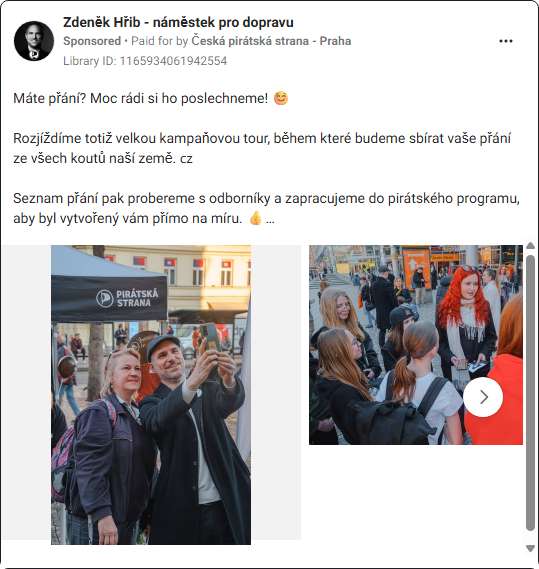 Zdeněk Hřib - náměstek pro dopravu
Sponsored • Paid for by Česká pirátská strana - Praha
Library ID: 1165934061942554
Máte přání? Moc rádi si ho poslechneme! 😊
Rozjíždíme totiž velkou kampaňovou tour, během které budeme sbírat vaše přání
ze všech koutů naší země. cz
Seznam přání pak probereme s odborníky a zapracujeme do pirátského programu,
aby byl vytvořený vám přímo na míru. 👍 ...
PIRÁTSKÁ
STRANA